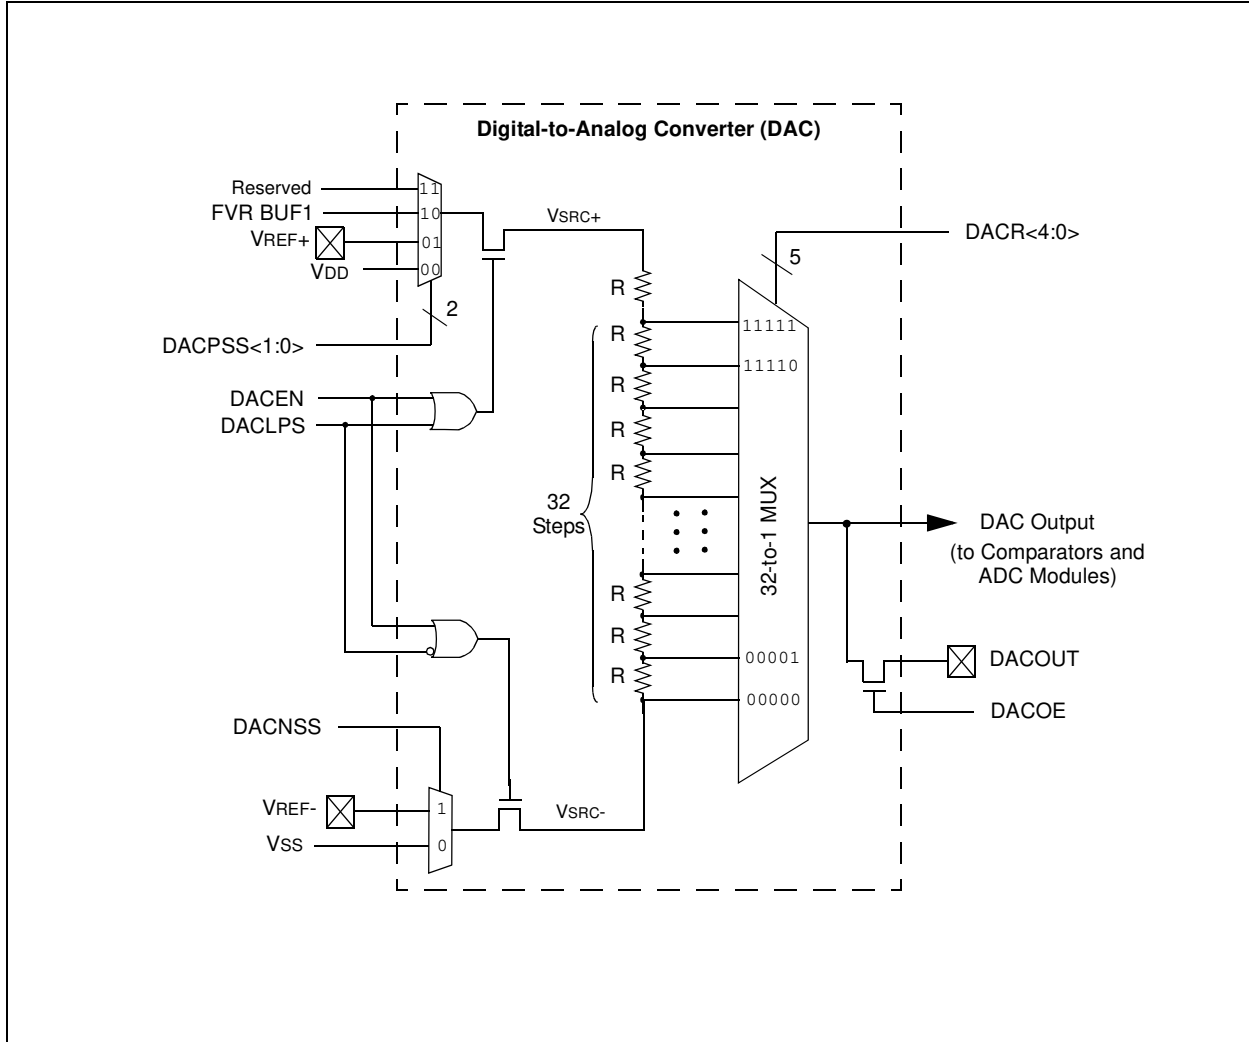 Digital-to-Analog Converter (DAC)
Reserved
11
FVR BUF1
10
VREF+
01
VDD
00
VSRC+
DACR<4:0>
5
2
DACPSS<1:0>
DACEN
DACLPS
R
R
R
R
R
11111
11110
32
Steps
32-to-1 MUX
DAC Output
(to Comparators and
ADC Modules)
R
R
R
00001
00000
DACOUT
DACOE
DACNSS
VREF-
1
VSS
0
VSRC-